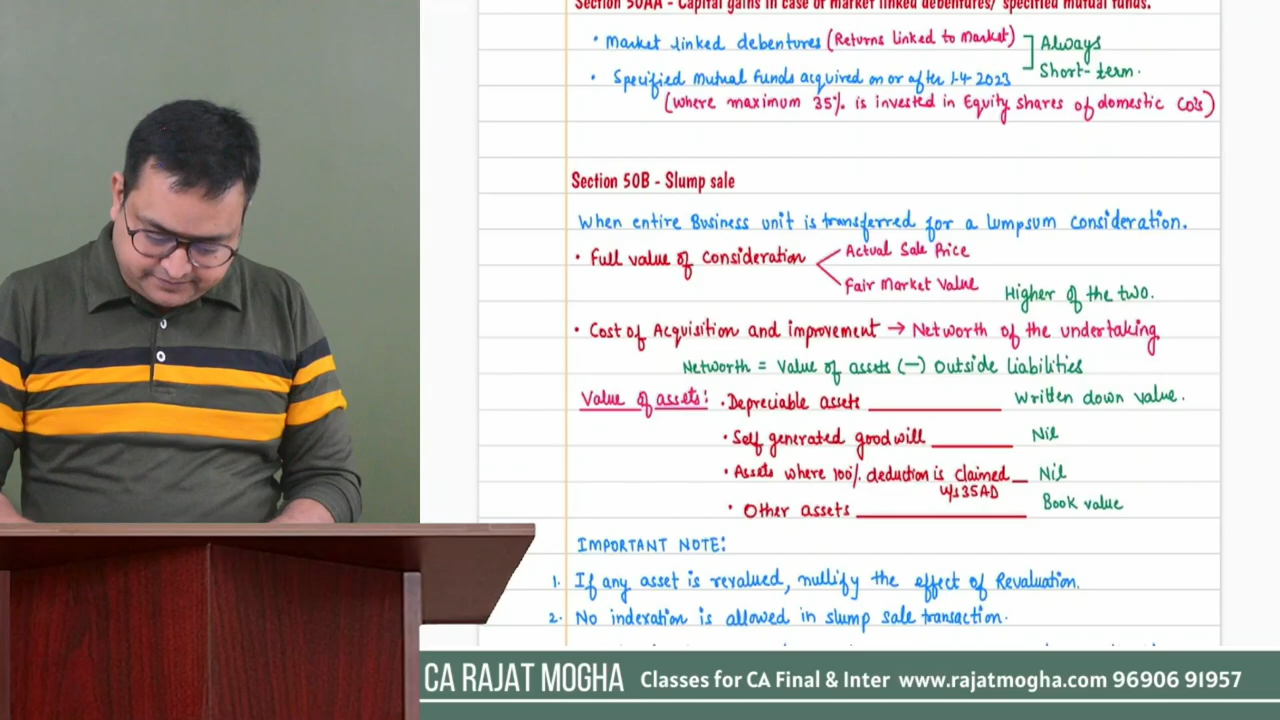 Section 50AA - Capital gains in case of market linked debentures/ specified mutual funds.
• Market linked debentures (Returns linked to Market)
Always
• Specified Mutual Funds acquired on or after 1-4-2023
Short-term.
(Where maximum 35% is invested in Equity shares of domestic Co's)
Section 50B - Slump sale
When entire Business unit is transferred for a lumpsum consideration.
• Full value of Consideration
Actual Sale Price
Fair Market Value
Higher of the two.
• Cost of Acquisition and improvement → Networth of the undertaking
Networth = Value of assets (-) Outside Liabilities
Value of assets: • Depreciable assets ____ Written down value.
• Self generated goodwill ____ Nil
• Assets where 100% deduction is claimed _ Nil
u/s 35AD
• Other assets ____ Book value
IMPORTANT NOTE:
1. If any asset is revalued, nullify the effect of Revaluation.
2. No indexation is allowed in slump sale transaction.
CA RAJAT MOGHA Classes for CA Final & Inter www.rajatmogha.com 96906 91957